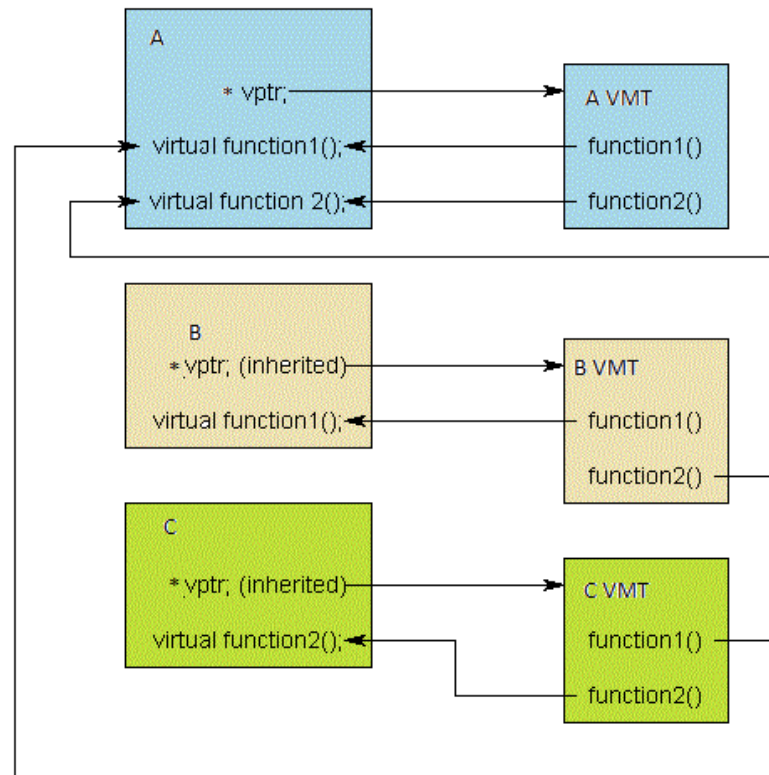 A
* vptr;
virtual function1();
virtual function 2();
A VMT
function1()
function2()
B
* vptr; (inherited)
virtual function1();
B VMT
function1()
function2()
C
* vptr; (inherited)
virtual function2();
C VMT
function1()
function2()